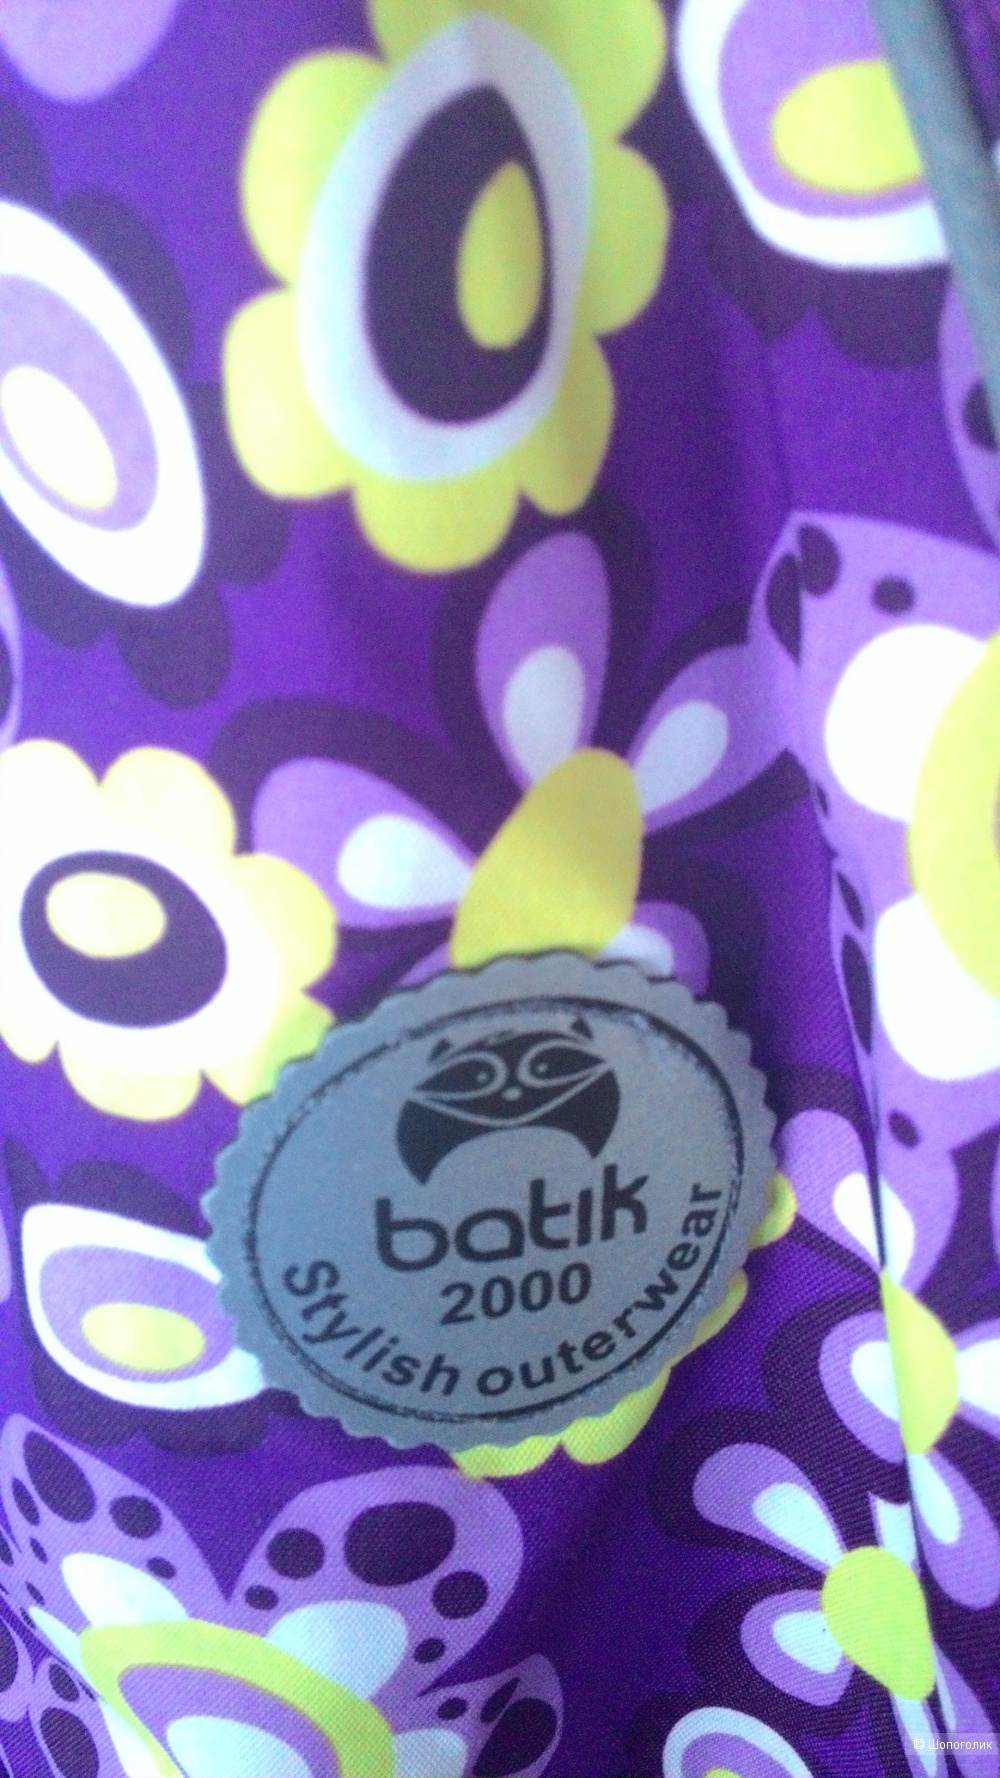 batik
2000
Stylish outerwear
© Шопоголик